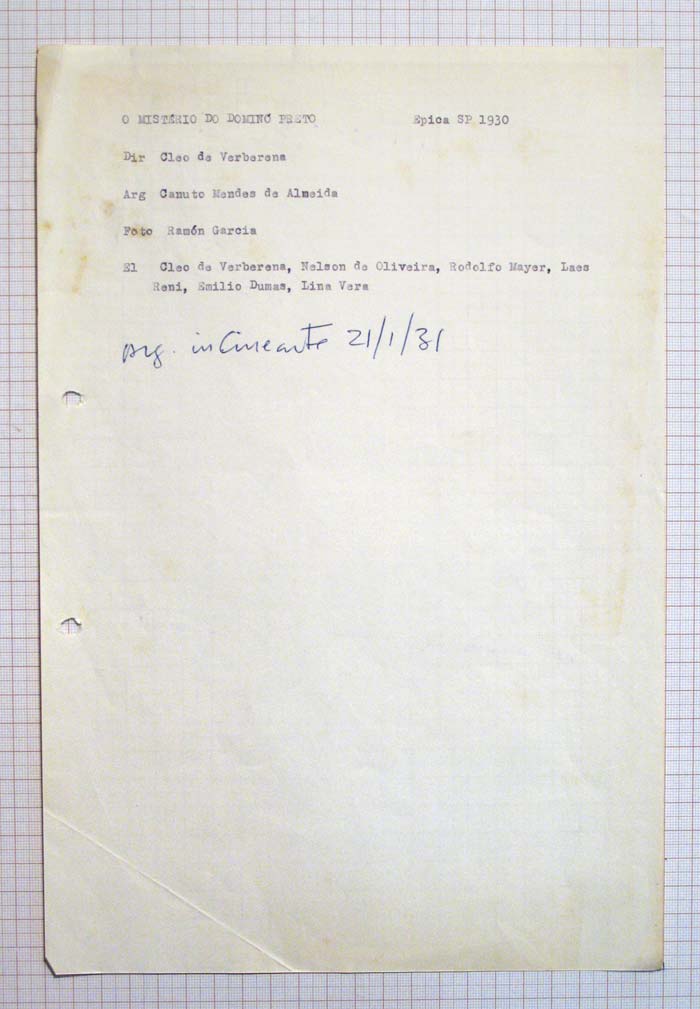 O MISTÉRIO DO DOMINÓ PRETO Epica SP 1930
Dir Cleo de Verberena
Arg Canuto Mendes de Almeida
Foto Ramón Garcia
El Cleo de Verberena, Nelson de Oliveira, Rodolfo Mayer, Laes
Reni, Emilio Dumas, Lina Vera
Arg. in Cinearte 21/1/31